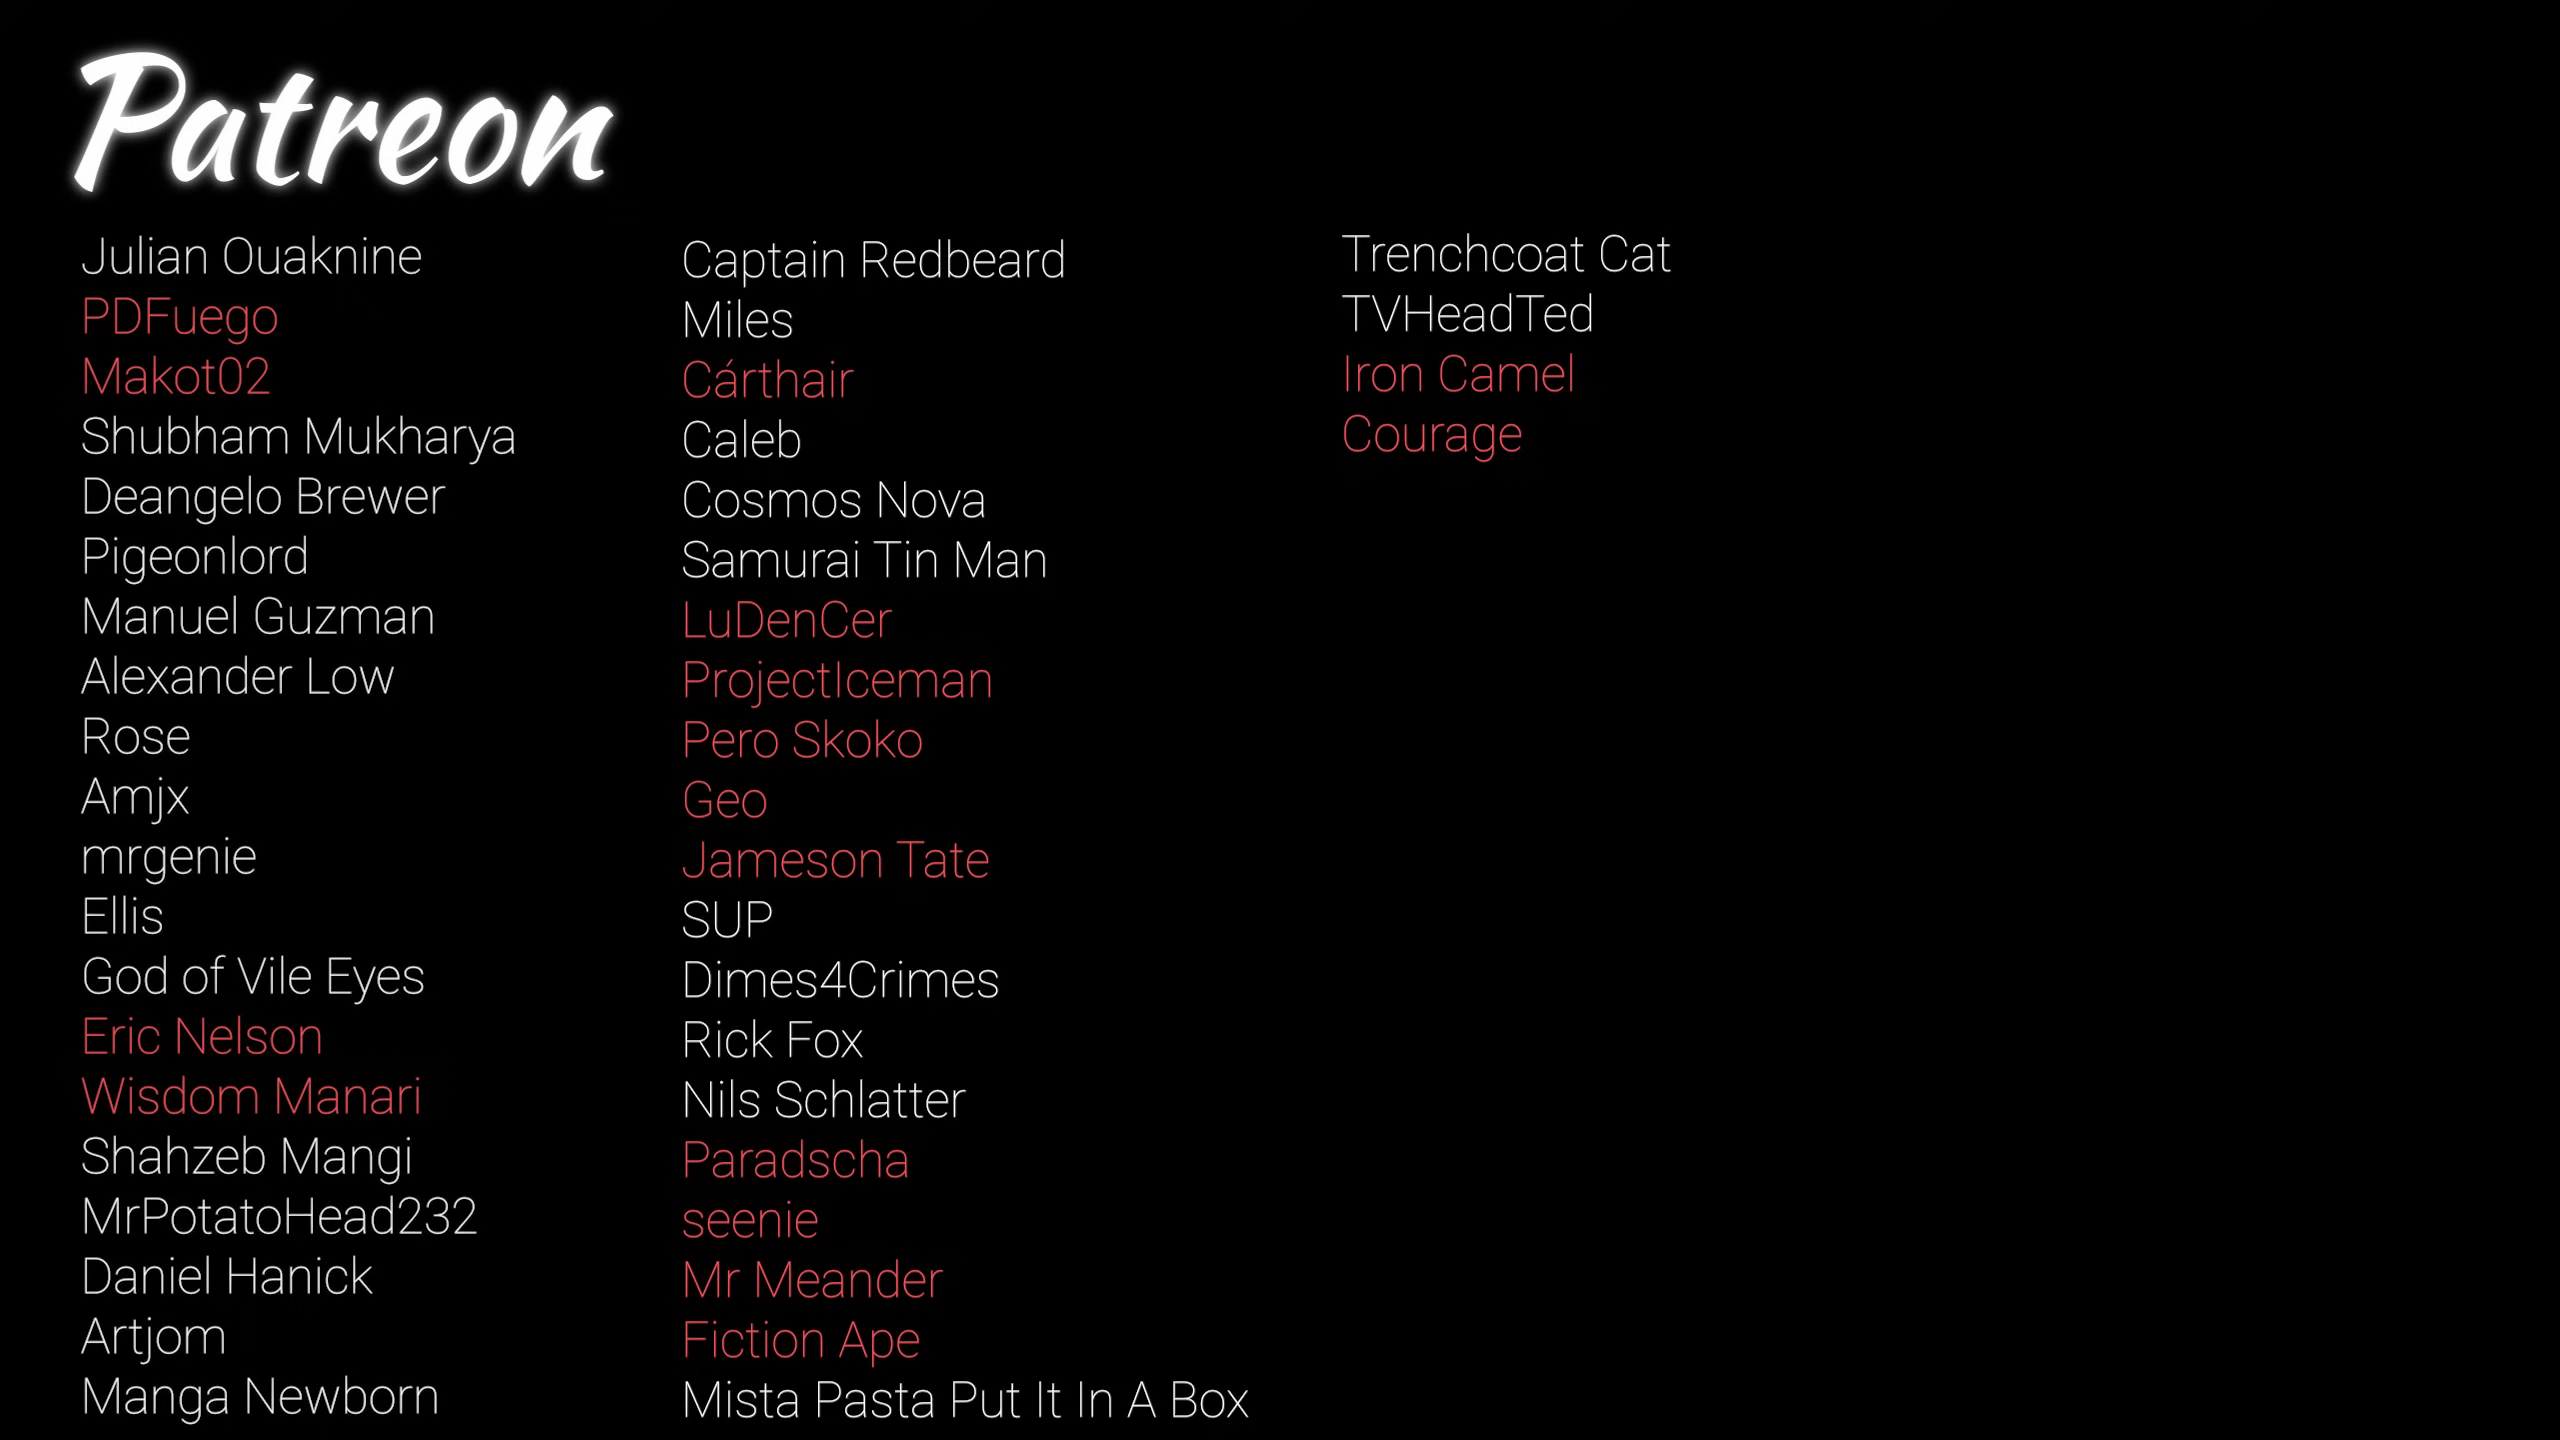 Patreon
Julian Ouaknine
PDFuego
Makot02
Shubham Mukharya
Deangelo Brewer
Pigeonlord
Manuel Guzman
Alexander Low
Rose
Amjx
mrgenie
Ellis
God of Vile Eyes
Eric Nelson
Wisdom Manari
Shahzeb Mangi
MrPotatoHead232
Daniel Hanick
Artjom
Manga Newborn
Captain Redbeard
Miles
Cárthair
Caleb
Cosmos Nova
Samurai Tin Man
LuDenCer
ProjectIceman
Pero Skoko
Geo
Jameson Tate
SUP
Dimes4Crimes
Rick Fox
Nils Schlatter
Paradscha
seenie
Mr Meander
Fiction Ape
Mista Pasta Put It In A Box
Trenchcoat Cat
TVHeadTed
Iron Camel
Courage